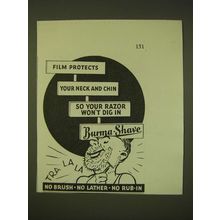 151
FILM PROTECTS
YOUR NECK AND CHIN
SO YOUR RAZOR
WON'T DIG IN
Burma-Shave
TRA LA LA
NO BRUSH • NO LATHER • NO RUB-IN